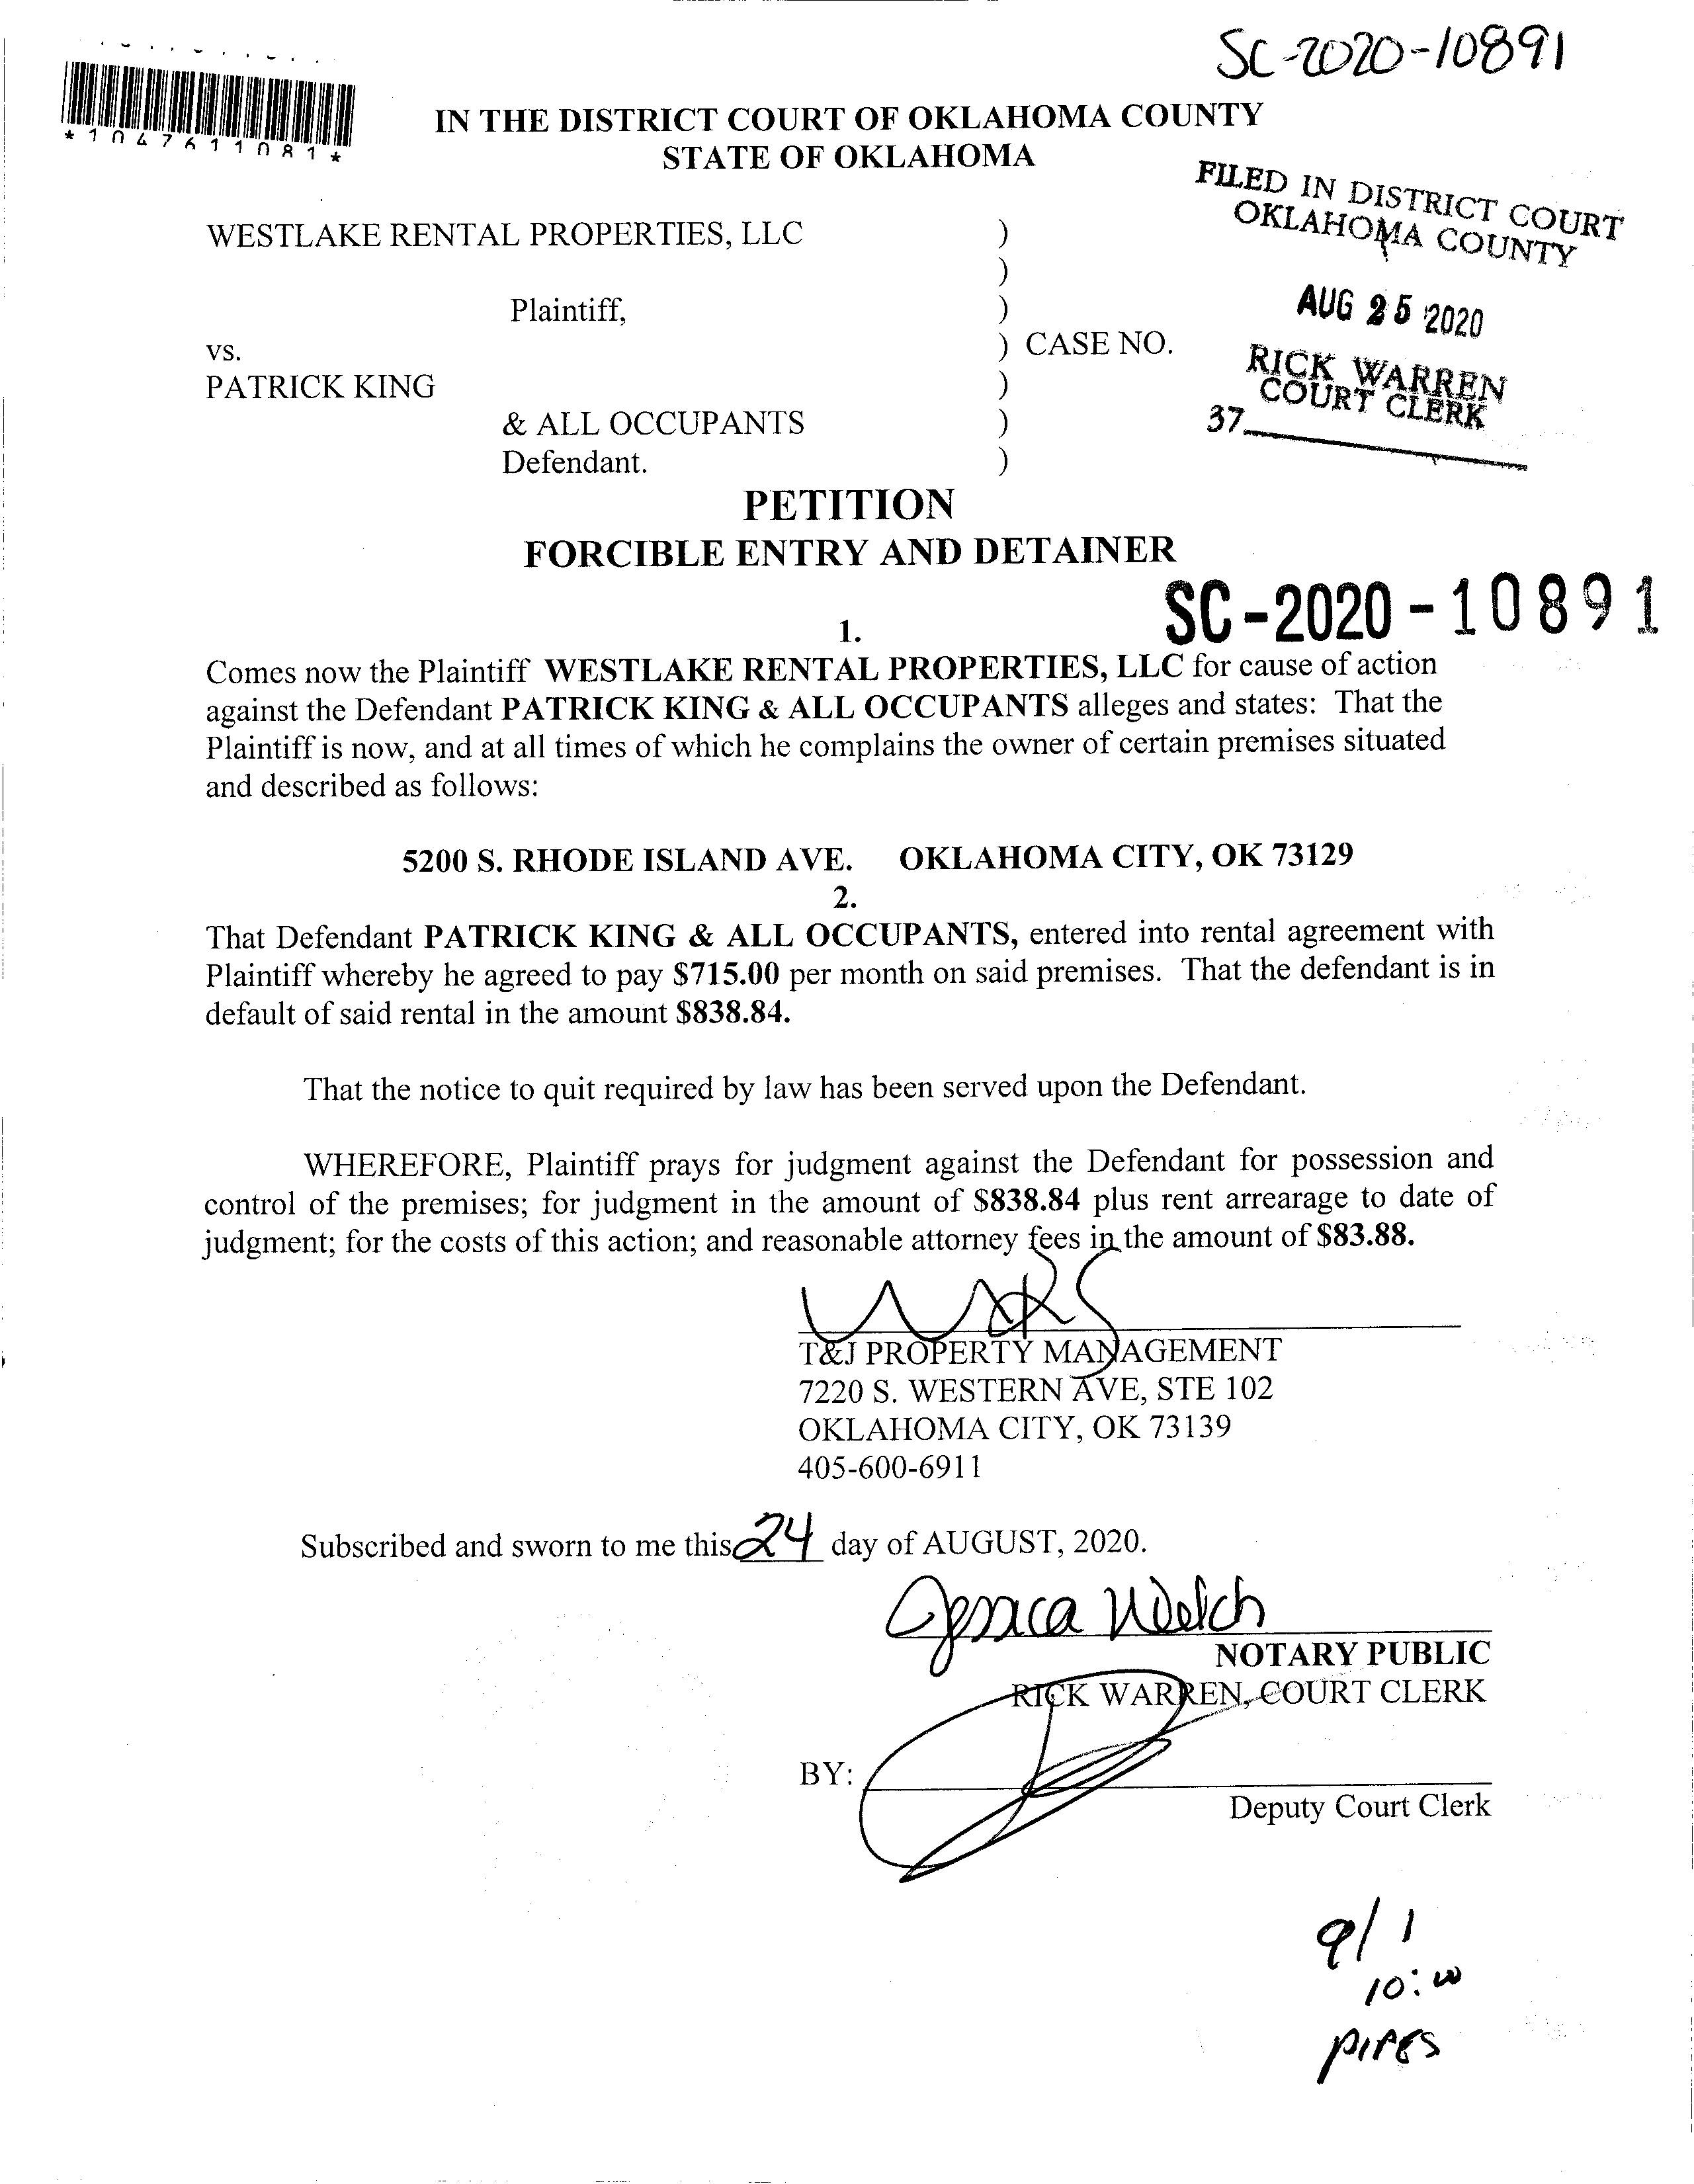 SC-2020-10891
*1047611081*
IN THE DISTRICT COURT OF OKLAHOMA COUNTY
STATE OF OKLAHOMA
FILED IN DISTRICT COURT
OKLAHOMA COUNTY
AUG 25 2020
RICK WARREN
COURT CLERK
37
WESTLAKE RENTAL PROPERTIES, LLC )
)
Plaintiff, )
vs. ) CASE NO.
PATRICK KING )
& ALL OCCUPANTS )
Defendant. )
PETITION
FORCIBLE ENTRY AND DETAINER
SC-2020-10891
1.
Comes now the Plaintiff WESTLAKE RENTAL PROPERTIES, LLC for cause of action
against the Defendant PATRICK KING & ALL OCCUPANTS alleges and states: That the
Plaintiff is now, and at all times of which he complains the owner of certain premises situated
and described as follows:
5200 S. RHODE ISLAND AVE. OKLAHOMA CITY, OK 73129
2.
That Defendant PATRICK KING & ALL OCCUPANTS, entered into rental agreement with
Plaintiff whereby he agreed to pay $715.00 per month on said premises. That the defendant is in
default of said rental in the amount $838.84.
That the notice to quit required by law has been served upon the Defendant.
WHEREFORE, Plaintiff prays for judgment against the Defendant for possession and
control of the premises; for judgment in the amount of $838.84 plus rent arrearage to date of
judgment; for the costs of this action; and reasonable attorney fees in the amount of $83.88.
T&J PROPERTY MANAGEMENT
7220 S. WESTERN AVE, STE 102
OKLAHOMA CITY, OK 73139
405-600-6911
Subscribed and sworn to me this 24 day of AUGUST, 2020.
Jessica Welch
NOTARY PUBLIC
RICK WARREN, COURT CLERK
BY:
Deputy Court Clerk
9/1
10:00
PIPES